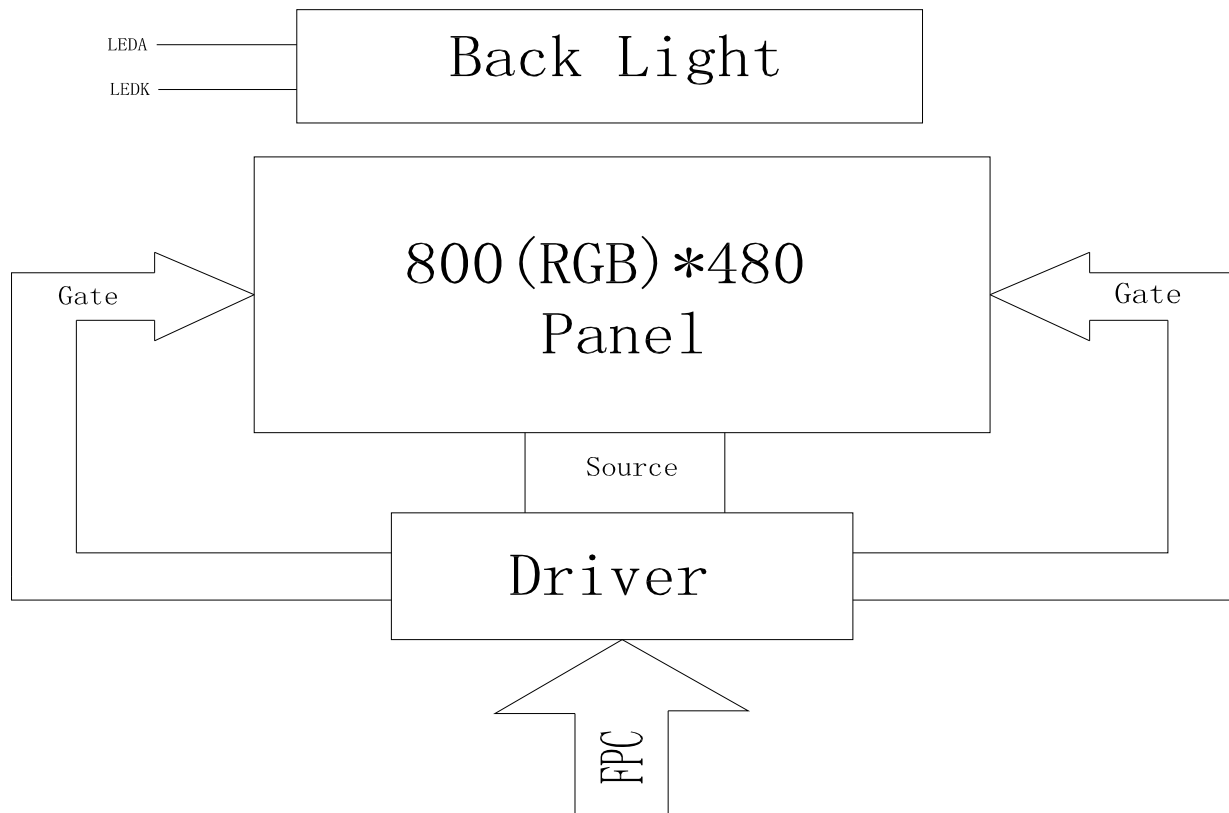 LEDA
Back Light
LEDK
800(RGB)*480
Panel
Gate
Gate
Source
Driver
FPC